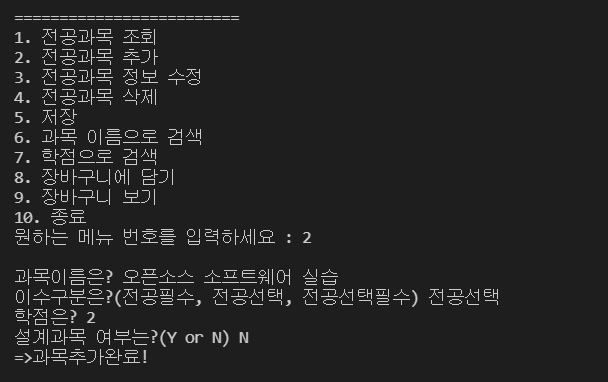 =========================
1. 전공과목 조회
2. 전공과목 추가
3. 전공과목 정보 수정
4. 전공과목 삭제
5. 저장
6. 과목 이름으로 검색
7. 학점으로 검색
8. 장바구니에 담기
9. 장바구니 보기
10. 종료
원하는 메뉴 번호를 입력하세요 : 2
과목이름은? 오픈소스 소프트웨어 실습
이수구분은?(전공필수, 전공선택, 전공선택필수) 전공선택
학점은? 2
설계과목 여부는?(Y or N) N
=>과목추가완료!